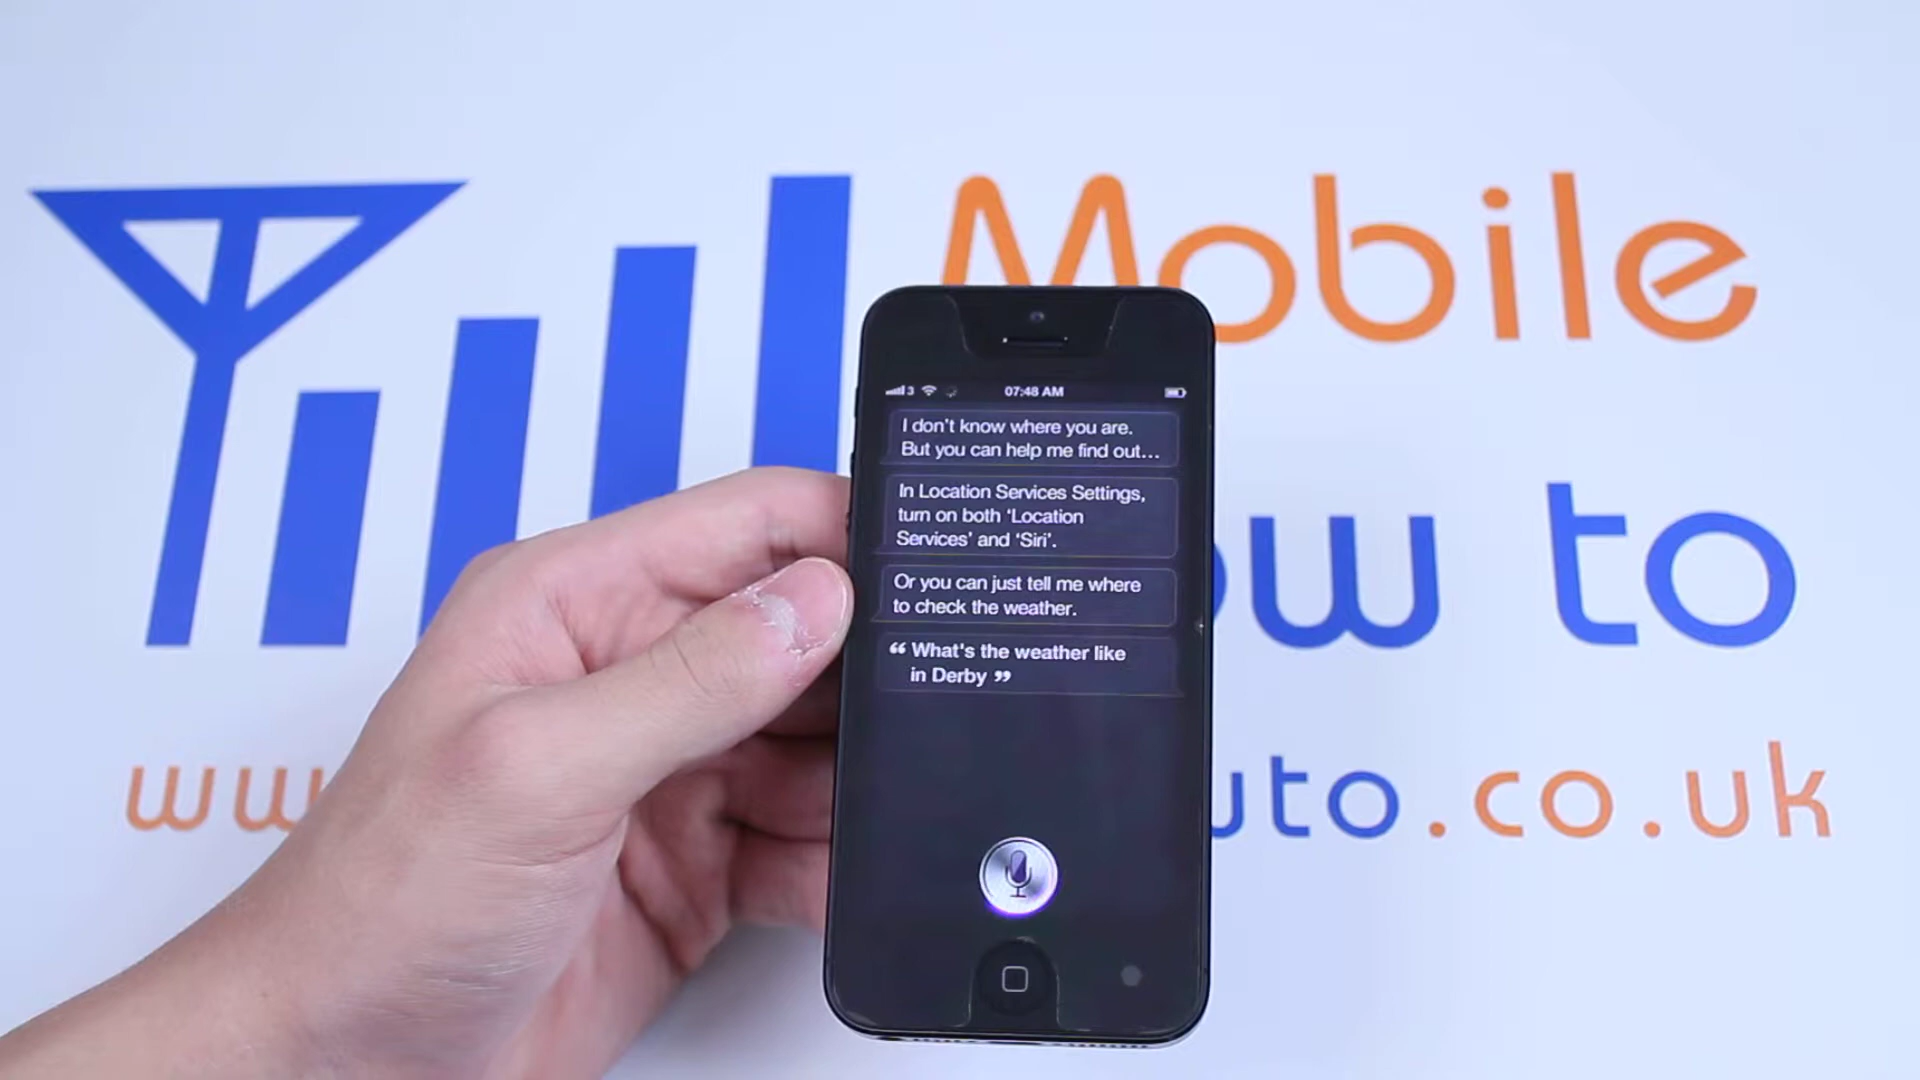 Mobile
ow to
www
uto.co.uk
3 07:48 AM
I don't know where you are.
But you can help me find out...
In Location Services Settings,
turn on both 'Location
Services' and 'Siri'.
Or you can just tell me where
to check the weather.
“ What's the weather like
in Derby ”